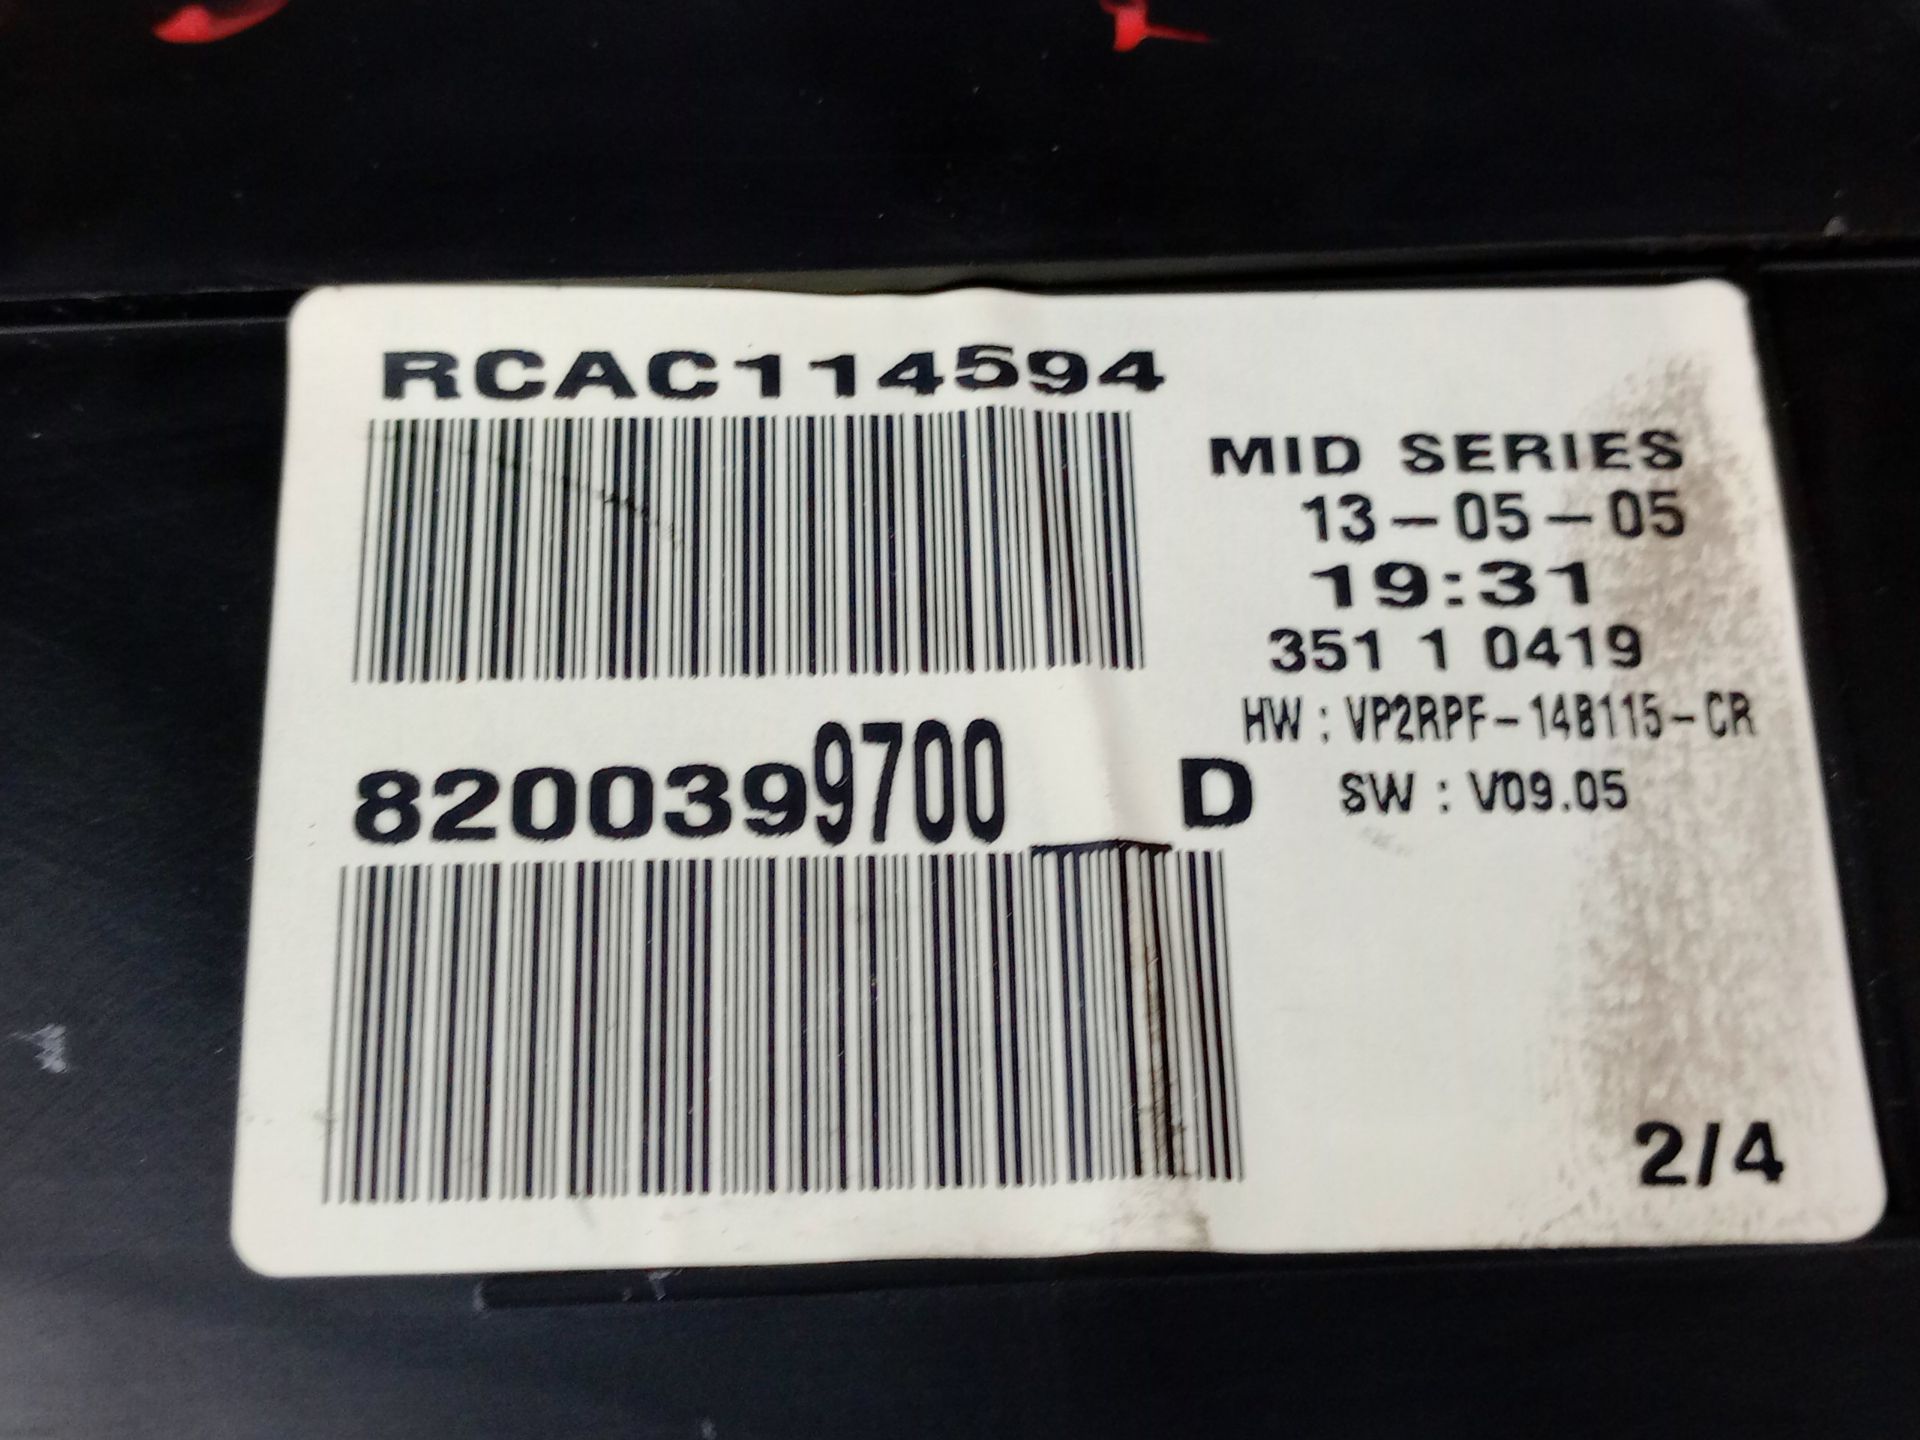 RCAC114594
MID SERIES
13-05-05
19:31
351 1 0419
HW : VP2RPF-14B115-CR
8200399700__D
SW : V09.05
2/4